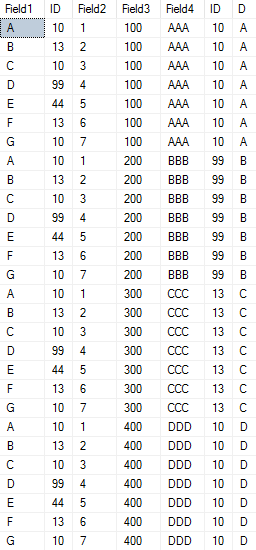 Field1 ID Field2 Field3 Field4 ID D
A 10 1 100 AAA 10 A
B 13 2 100 AAA 10 A
C 10 3 100 AAA 10 A
D 99 4 100 AAA 10 A
E 44 5 100 AAA 10 A
F 13 6 100 AAA 10 A
G 10 7 100 AAA 10 A
A 10 1 200 BBB 99 B
B 13 2 200 BBB 99 B
C 10 3 200 BBB 99 B
D 99 4 200 BBB 99 B
E 44 5 200 BBB 99 B
F 13 6 200 BBB 99 B
G 10 7 200 BBB 99 B
A 10 1 300 CCC 13 C
B 13 2 300 CCC 13 C
C 10 3 300 CCC 13 C
D 99 4 300 CCC 13 C
E 44 5 300 CCC 13 C
F 13 6 300 CCC 13 C
G 10 7 300 CCC 13 C
A 10 1 400 DDD 10 D
B 13 2 400 DDD 10 D
C 10 3 400 DDD 10 D
D 99 4 400 DDD 10 D
E 44 5 400 DDD 10 D
F 13 6 400 DDD 10 D
G 10 7 400 DDD 10 D